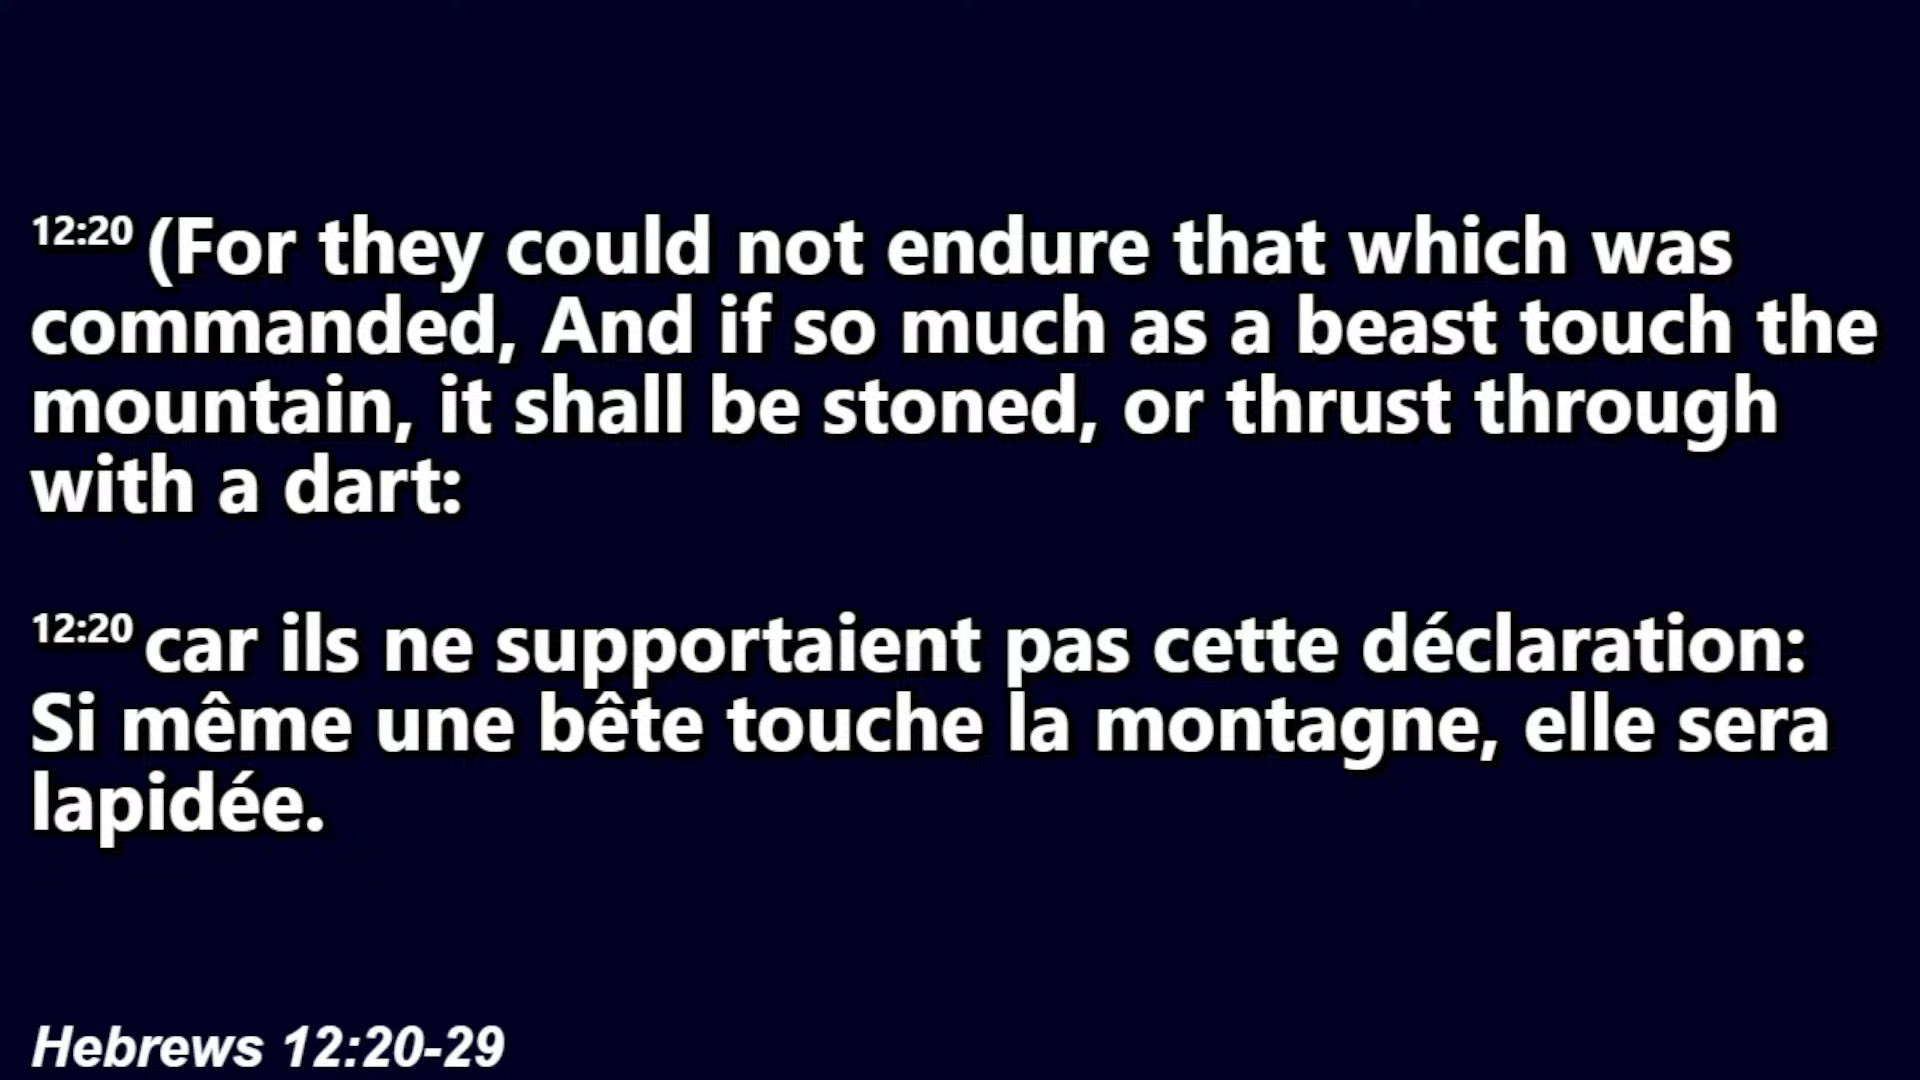 12:20 (For they could not endure that which was
commanded, And if so much as a beast touch the
mountain, it shall be stoned, or thrust through
with a dart:
12:20 car ils ne supportaient pas cette déclaration:
Si même une bête touche la montagne, elle sera
lapidée.
Hebrews 12:20-29